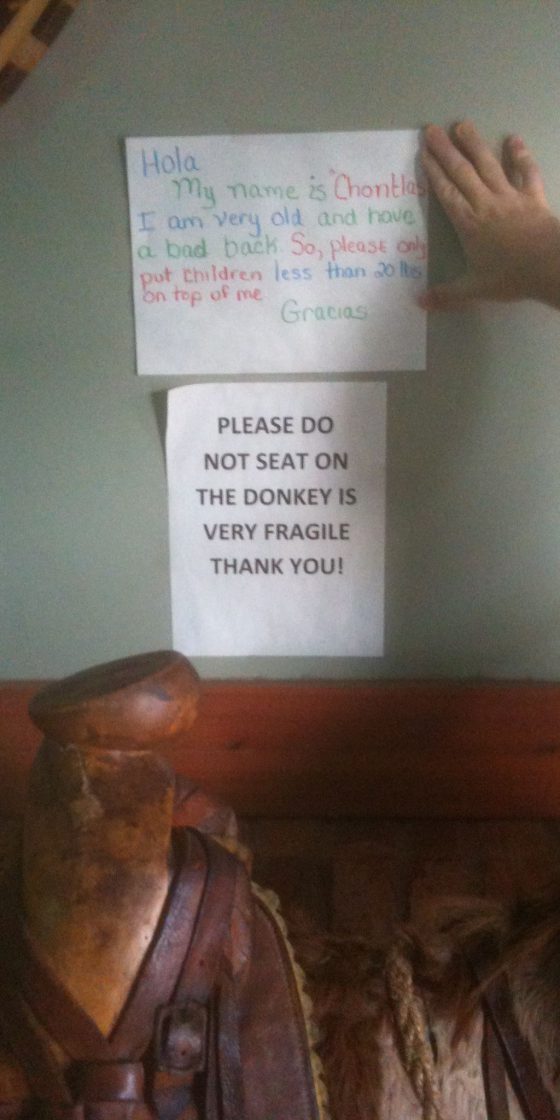 Hola
My name is "Chontlas
I am very old and have
a bad back. So, please only
put children less than 20 lbs
on top of me
Gracias
PLEASE DO
NOT SEAT ON
THE DONKEY IS
VERY FRAGILE
THANK YOU!